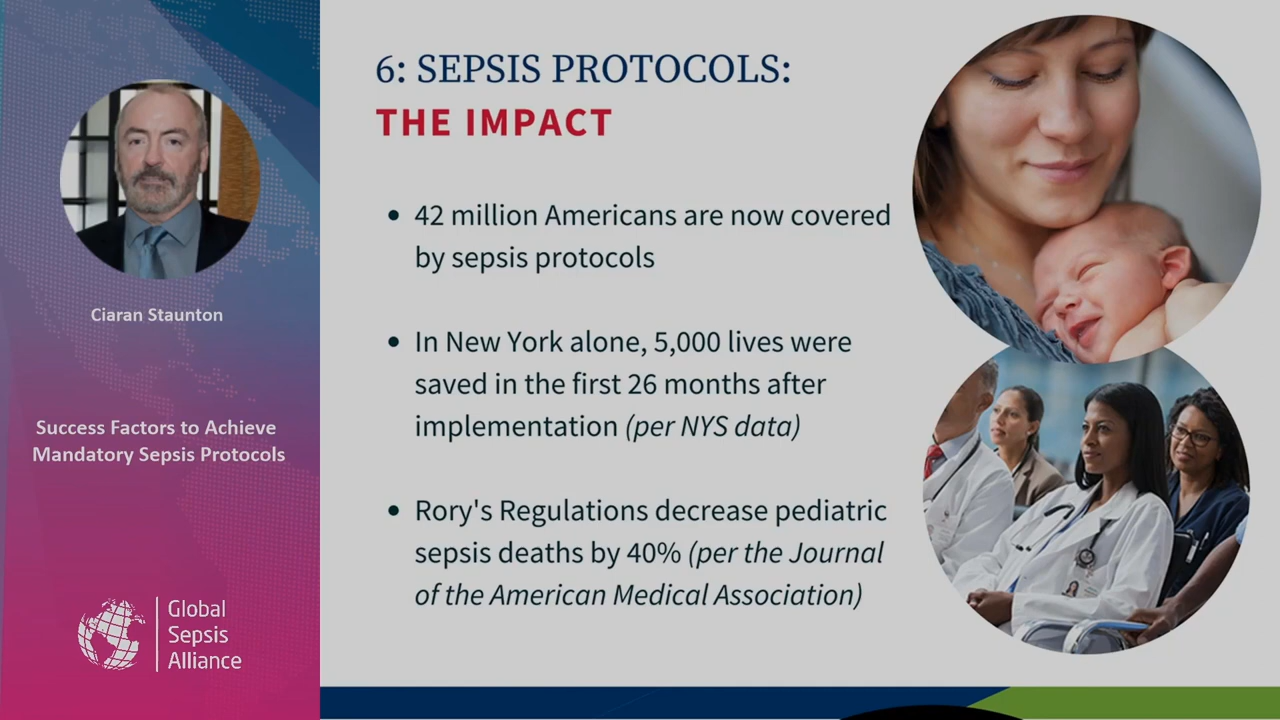 Ciaran Staunton
Success Factors to Achieve
Mandatory Sepsis Protocols
Global
Sepsis
Alliance
6: SEPSIS PROTOCOLS:
THE IMPACT
• 42 million Americans are now covered
by sepsis protocols
• In New York alone, 5,000 lives were
saved in the first 26 months after
implementation (per NYS data)
• Rory's Regulations decrease pediatric
sepsis deaths by 40% (per the Journal
of the American Medical Association)